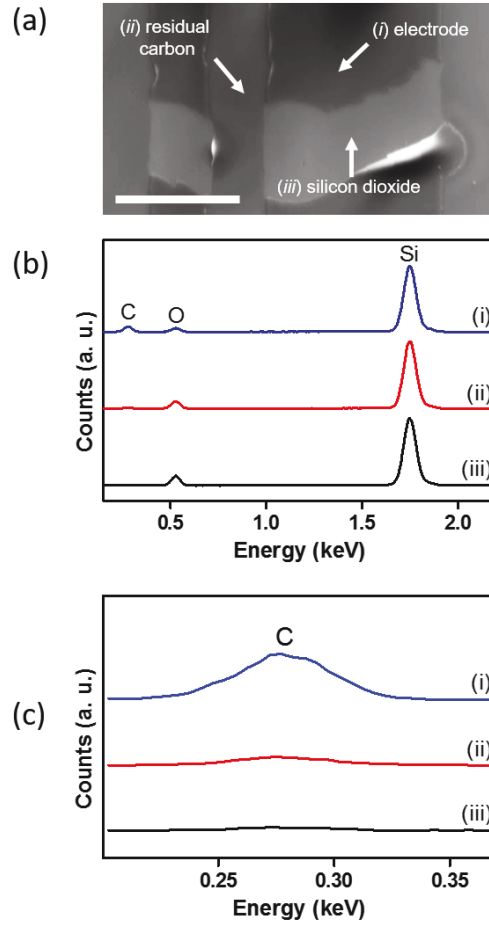 (a)
(ii) residual
carbon
(i) electrode
(iii) silicon dioxide
(b)
C
O
Si
(i)
(ii)
(iii)
Counts (a. u.)
0.5
1.0
1.5
2.0
Energy (keV)
(c)
C
(i)
(ii)
(iii)
Counts (a. u.)
0.25
0.30
0.35
Energy (keV)